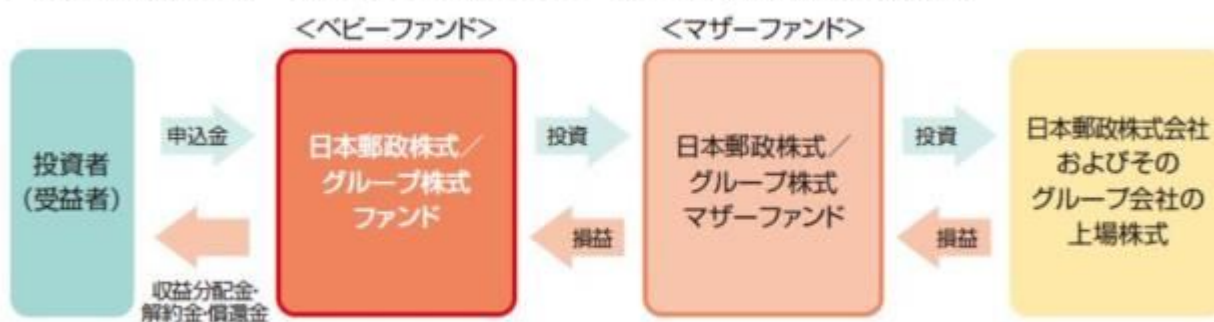 <ベビーファンド>
<マザーファンド>
投資者
(受益者)
申込金
収益分配金・
解約金・償還金
日本郵政株式/
グループ株式
ファンド
投資
損益
日本郵政株式/
グループ株式
マザーファンド
投資
損益
日本郵政株式会社
およびその
グループ会社の
上場株式